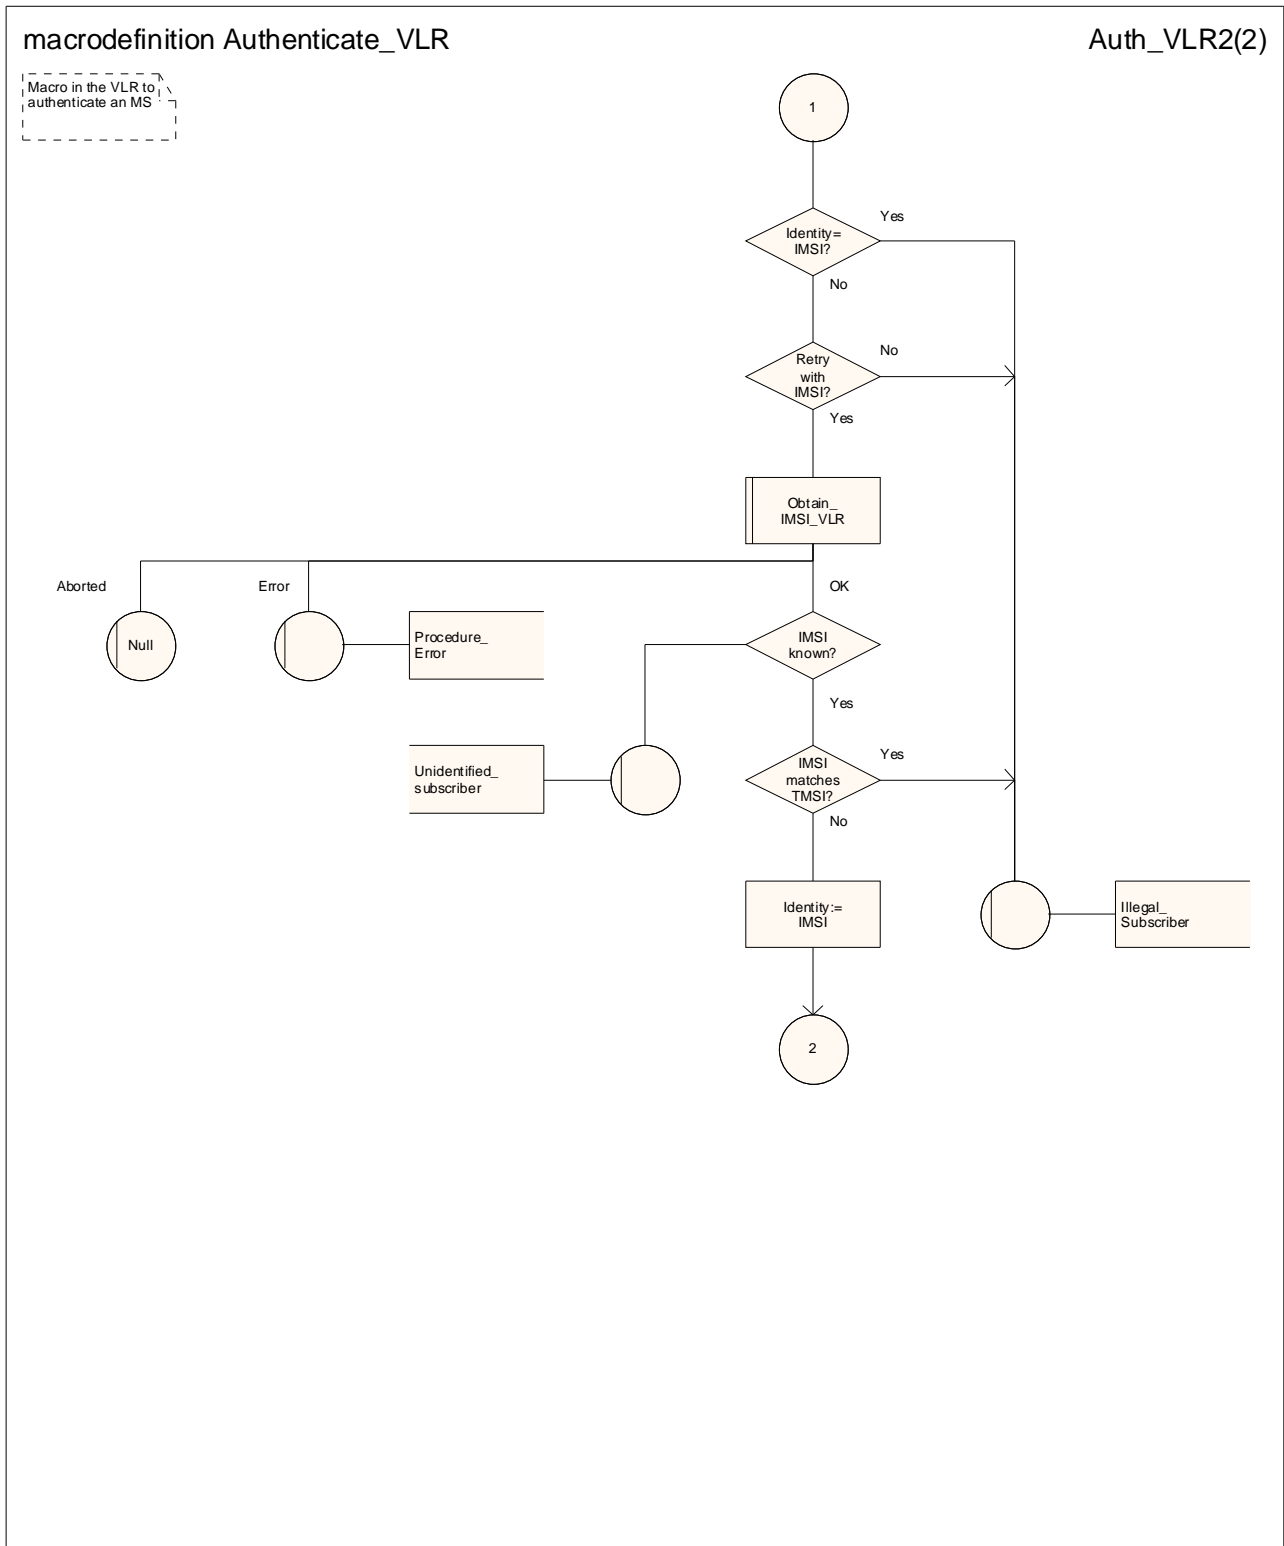 macrodefinition Authenticate_VLR
Auth_VLR2(2)
Macro in the VLR to
authenticate an MS
1
Yes
Identity=
IMSI?
No
Retry
with
IMSI?
No
Yes
Obtain_
IMSI_VLR
Aborted
Error
OK
Null
Procedure_
Error
IMSI
known?
Yes
Unidentified_
subscriber
IMSI
matches
TMSI?
Yes
No
Identity:=
IMSI
Illegal_
Subscriber
2